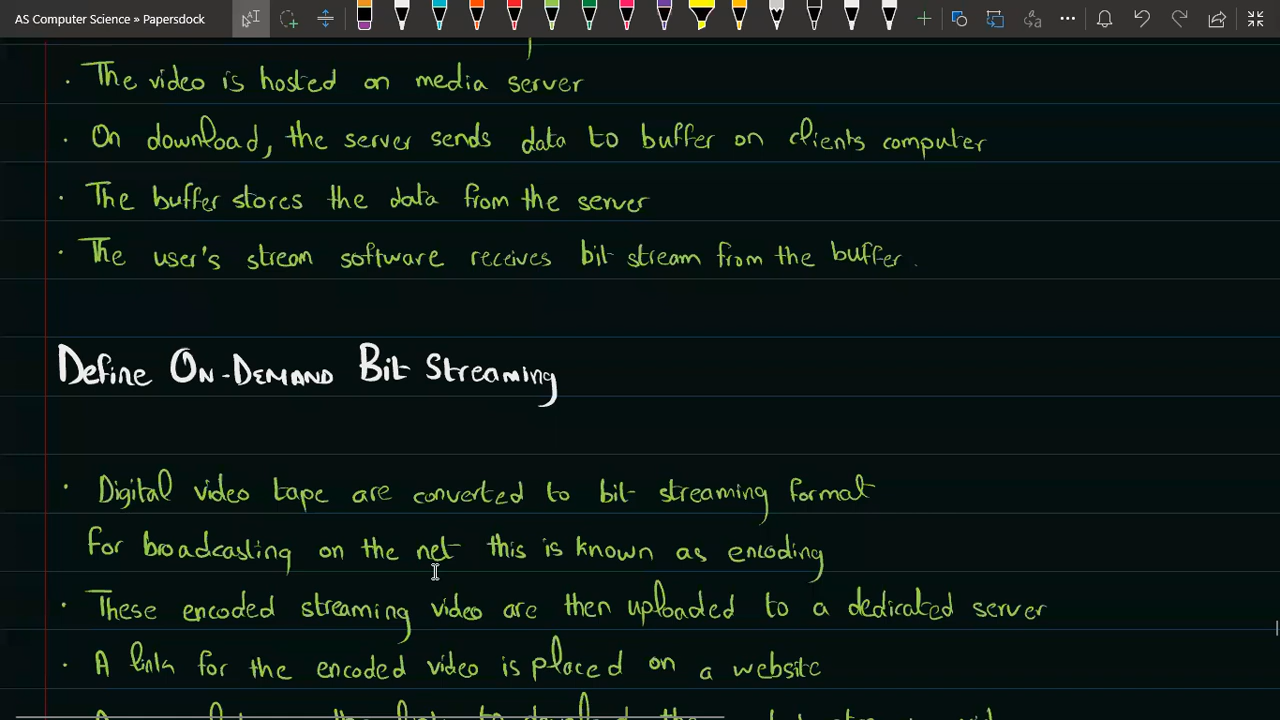 AS Computer Science » Papersdock
· The video is hosted on media server
· On download, the server sends data to buffer on clients computer
· The buffer stores the data from the server
· The user's stream software receives bit stream from the buffer.
Define On-Demand Bit Streaming
· Digital video tape are converted to bit streaming format
for broadcasting on the net this is known as encoding
· These encoded streaming video are then uploaded to a dedicated server
· A link for the encoded video is placed on a website